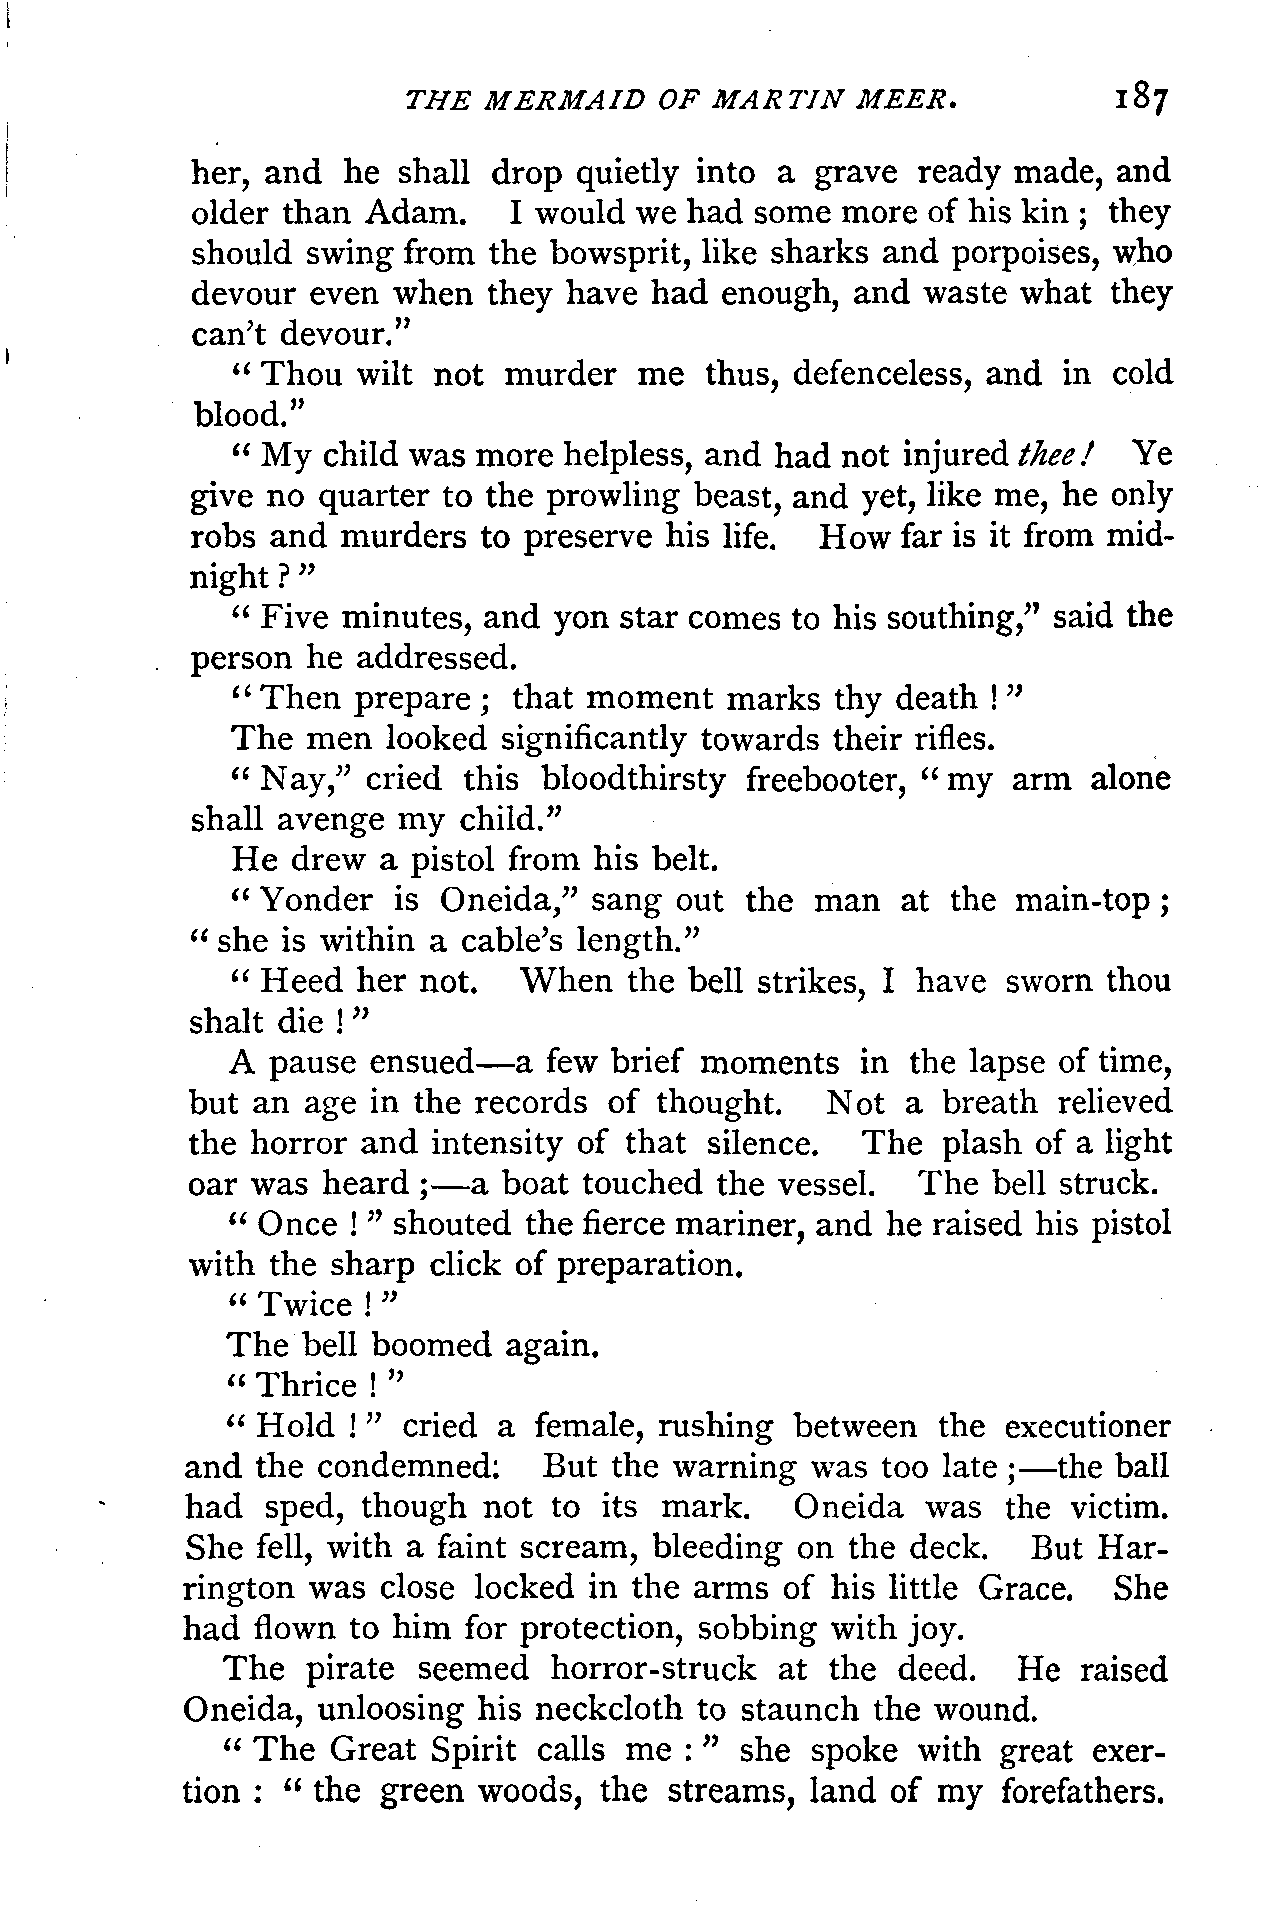 THE MERMAID OF MARTIN MEER. 187
her, and he shall drop quietly into a grave ready made, and
older than Adam. I would we had some more of his kin ; they
should swing from the bowsprit, like sharks and porpoises, who
devour even when they have had enough, and waste what they
can't devour."
" Thou wilt not murder me thus, defenceless, and in cold
blood."
" My child was more helpless, and had not injured thee! Ye
give no quarter to the prowling beast, and yet, like me, he only
robs and murders to preserve his life. How far is it from mid-
night ? "
" Five minutes, and yon star comes to his southing," said the
person he addressed.
" Then prepare ; that moment marks thy death ! "
The men looked significantly towards their rifles.
" Nay," cried this bloodthirsty freebooter, " my arm alone
shall avenge my child."
He drew a pistol from his belt.
" Yonder is Oneida," sang out the man at the main-top ;
" she is within a cable's length."
" Heed her not. When the bell strikes, I have sworn thou
shalt die ! "
A pause ensued—a few brief moments in the lapse of time,
but an age in the records of thought. Not a breath relieved
the horror and intensity of that silence. The plash of a light
oar was heard ;—a boat touched the vessel. The bell struck.
" Once ! " shouted the fierce mariner, and he raised his pistol
with the sharp click of preparation.
" Twice ! "
The bell boomed again.
" Thrice ! "
" Hold ! " cried a female, rushing between the executioner
and the condemned: But the warning was too late ;—the ball
had sped, though not to its mark. Oneida was the victim.
She fell, with a faint scream, bleeding on the deck. But Har-
rington was close locked in the arms of his little Grace. She
had flown to him for protection, sobbing with joy.
The pirate seemed horror-struck at the deed. He raised
Oneida, unloosing his neckcloth to staunch the wound.
" The Great Spirit calls me : " she spoke with great exer-
tion : " the green woods, the streams, land of my forefathers.